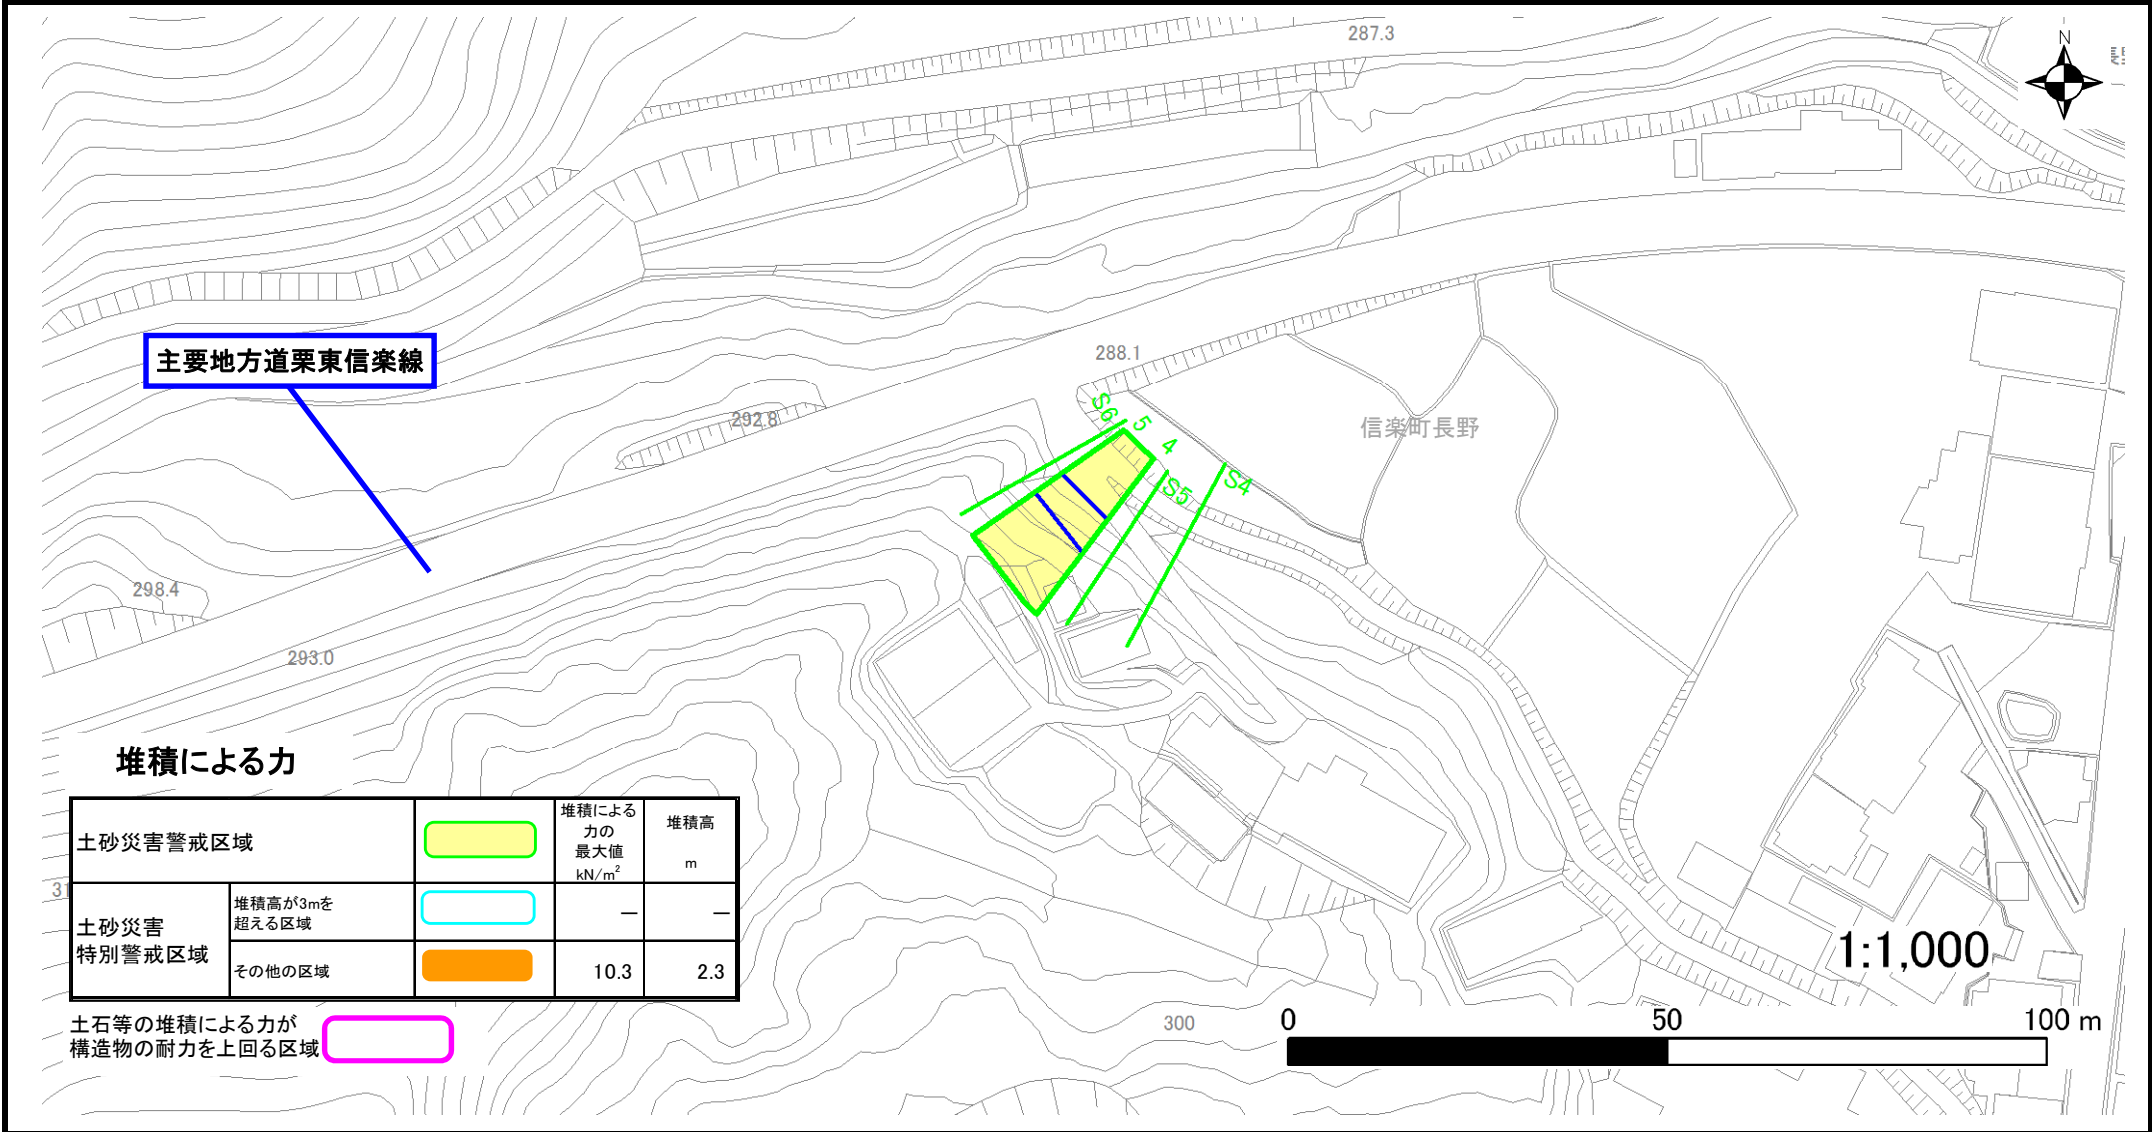 287.3
N
主要地方道栗東信楽線
288.1
292.8
信楽町長野
S6
5
4
S5
S4
298.4
293.0
堆積による力
土砂災害警戒区域
堆積による
力の
最大値
kN/m²
堆積高
m
31
土砂災害
特別警戒区域
堆積高が3mを
超える区域
—
—
その他の区域
10.3
2.3
土石等の堆積による力が
構造物の耐力を上回る区域
1:1,000
300
0
50
100 m